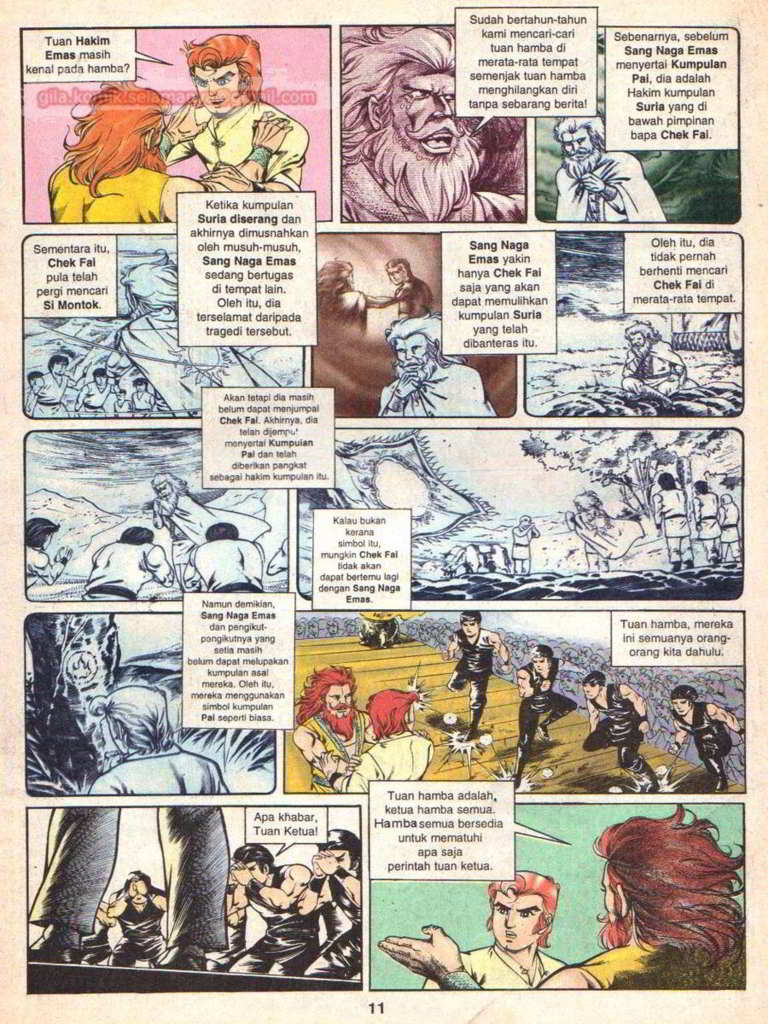 Tuan Hakim
Emas masih
kenal pada hamba?
Sudah bertahun-tahun
kami mencari-cari
tuan hamba di
merata-rata tempat
semenjak tuan hamba
menghilangkan diri
tanpa sebarang berita!
Sebenarnya, sebelum
Sang Naga Emas
menyertai Kumpulan
Pai, dia adalah
Hakim kumpulan
Suria yang di
bawah pimpinan
bapa Chek Fai.
Sementara itu,
Chek Fai
pula telah
pergi mencari
Si Montok.
Ketika kumpulan
Suria diserang dan
akhirnya dimusnahkan
oleh musuh-musuh,
Sang Naga Emas
sedang bertugas
di tempat lain.
Oleh itu, dia
terselamat daripada
tragedi tersebut.
Sang Naga
Emas yakin
hanya Chek Fai
saja yang akan
dapat memulihkan
kumpulan Suria
yang telah
dibanteras itu.
Oleh itu, dia
tidak pernah
berhenti mencari
Chek Fai di
merata-rata tempat.
Akan tetapi dia masih
belum dapat menjumpai
Chek Fai. Akhirnya, dia
telah dijemput
menyertai Kumpulan
Pai dan telah
diberikan pangkat
sebagai hakim kumpulan itu.
Kalau bukan
kerana
simbol itu,
mungkin Chek Fai
tidak akan
dapat bertemu lagi
dengan Sang Naga
Emas.
Namun demikian,
Sang Naga Emas
dan pengikut-
pongikutnya yang
setia masih
belum dapat melupakan
kumpulan asal
mereka. Oleh itu,
mereka menggunakan
simbol kumpulan
Pai seperti biasa.
Tuan hamba, mereka
ini semuanya orang-
orang kita dahulu.
Apa khabar,
Tuan Ketua!
Tuan hamba adalah,
ketua hamba semua.
Hamba semua bersedia
untuk mematuhi
apa saja
perintah tuan ketua.
11